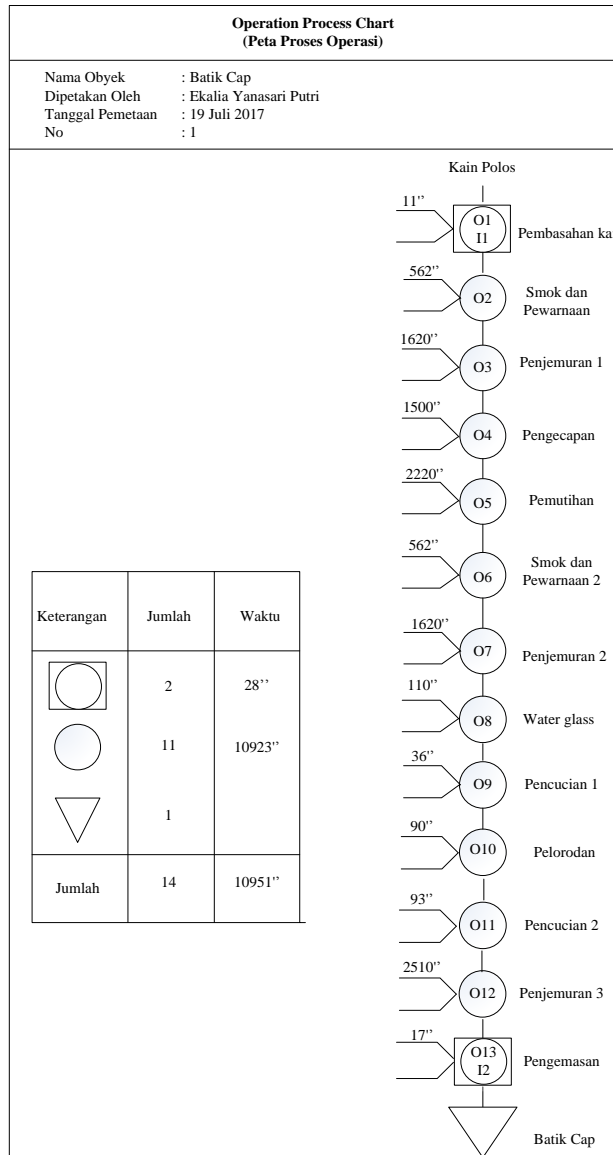 Operation Process Chart
(Peta Proses Operasi)
Nama Obyek : Batik Cap
Dipetakan Oleh : Ekalia Yanasari Putri
Tanggal Pemetaan : 19 Juli 2017
No : 1
Kain Polos
11’’
O1
I1
Pembasahan kai
562’’
O2
Smok dan
Pewarnaan
1620’’
O3
Penjemuran 1
1500’’
O4
Pengecapan
2220’’
O5
Pemutihan
562’’
O6
Smok dan
Pewarnaan 2
1620’’
O7
Penjemuran 2
110’’
O8
Water glass
36’’
O9
Pencucian 1
90’’
O10
Pelorodan
93’’
O11
Pencucian 2
2510’’
O12
Penjemuran 3
17’’
O13
I2
Pengemasan
Batik Cap
Keterangan Jumlah Waktu
2 28’’
11 10923’’
1
Jumlah 14 10951’’